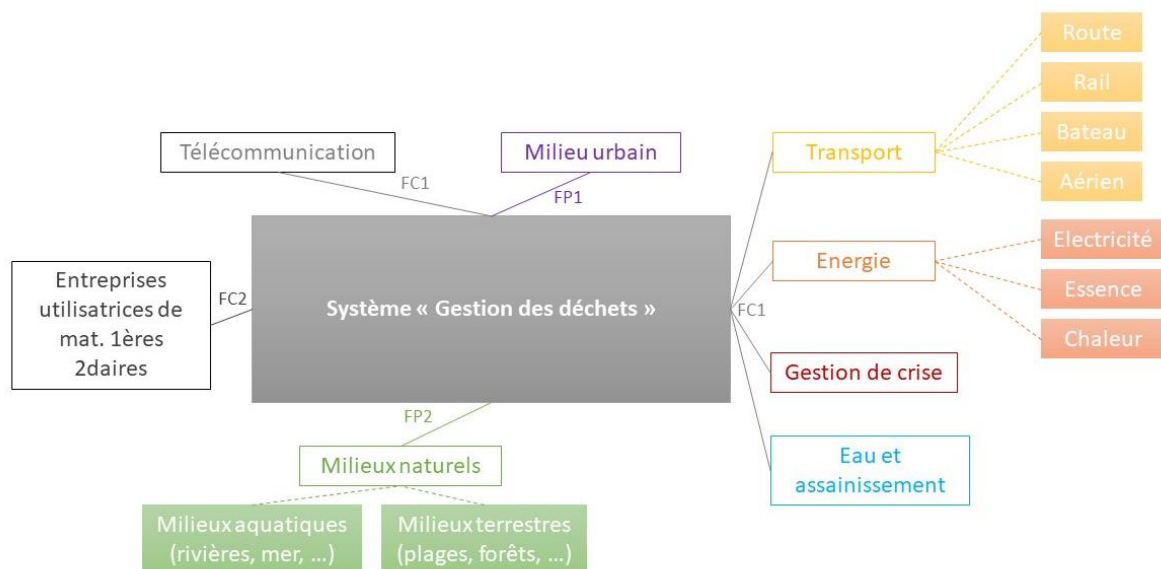 Route
Rail
Télécommunication
Milieu urbain
Transport
Bateau
FC1
FP1
Aérien
Entreprises
utilisatrices de
mat. 1ères
2daires
FC2
Système « Gestion des déchets »
FC1
Energie
Electricité
Essence
Chaleur
Gestion de crise
FP2
Milieux naturels
Eau et
assainissement
Milieux aquatiques
(rivières, mer, ...)
Milieux terrestres
(plages, forêts, ...)